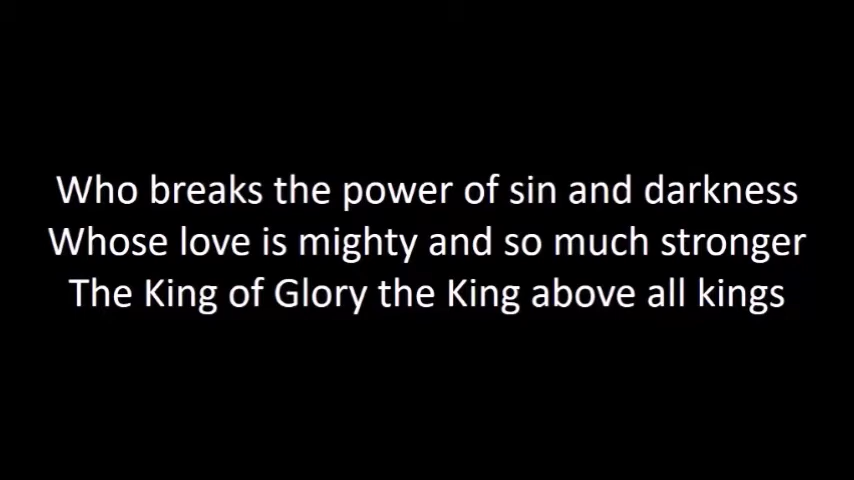 Who breaks the power of sin and darkness
Whose love is mighty and so much stronger
The King of Glory the King above all kings